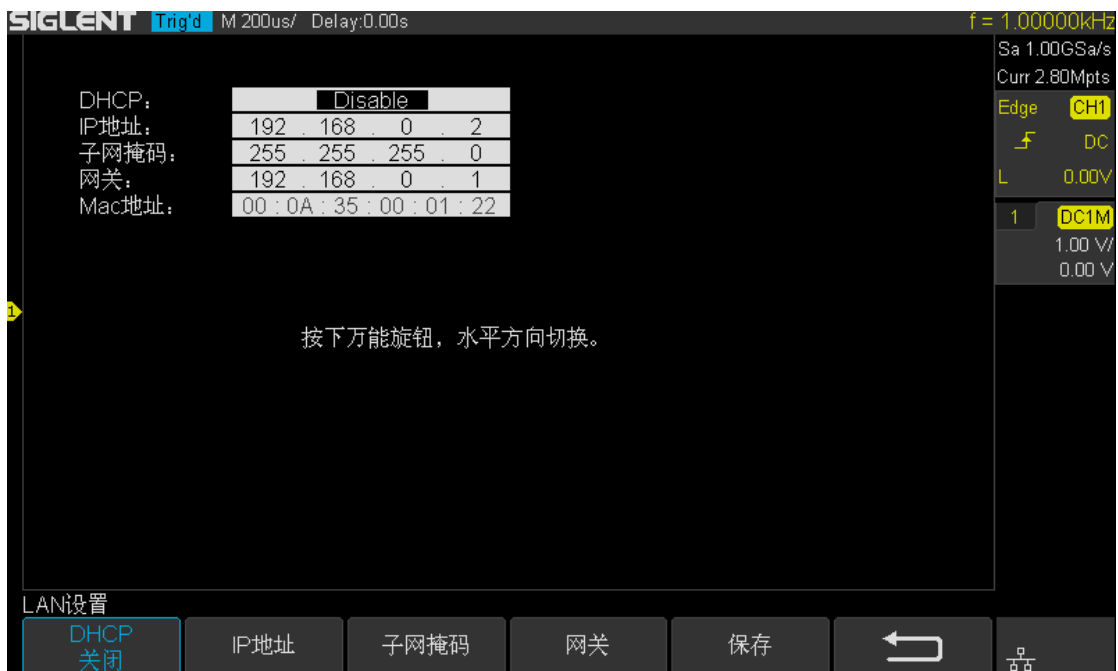 SIGLENT Trig'd M 200us/ Delay:0.00s f = 1.00000kHz
Sa 1.00GSa/s
Curr 2.80Mpts
DHCP： Disable
IP地址： 192 . 168 . 0 . 2
子网掩码： 255 . 255 . 255 . 0
网关： 192 . 168 . 0 . 1
Mac地址： 00 : 0A : 35 : 00 : 01 : 22
Edge CH1
DC
L 0.00V
1 DC1M
1.00 V/
0.00 V
1
按下万能旋钮，水平方向切换。
LAN设置
DHCP
关闭
IP地址
子网掩码
网关
保存